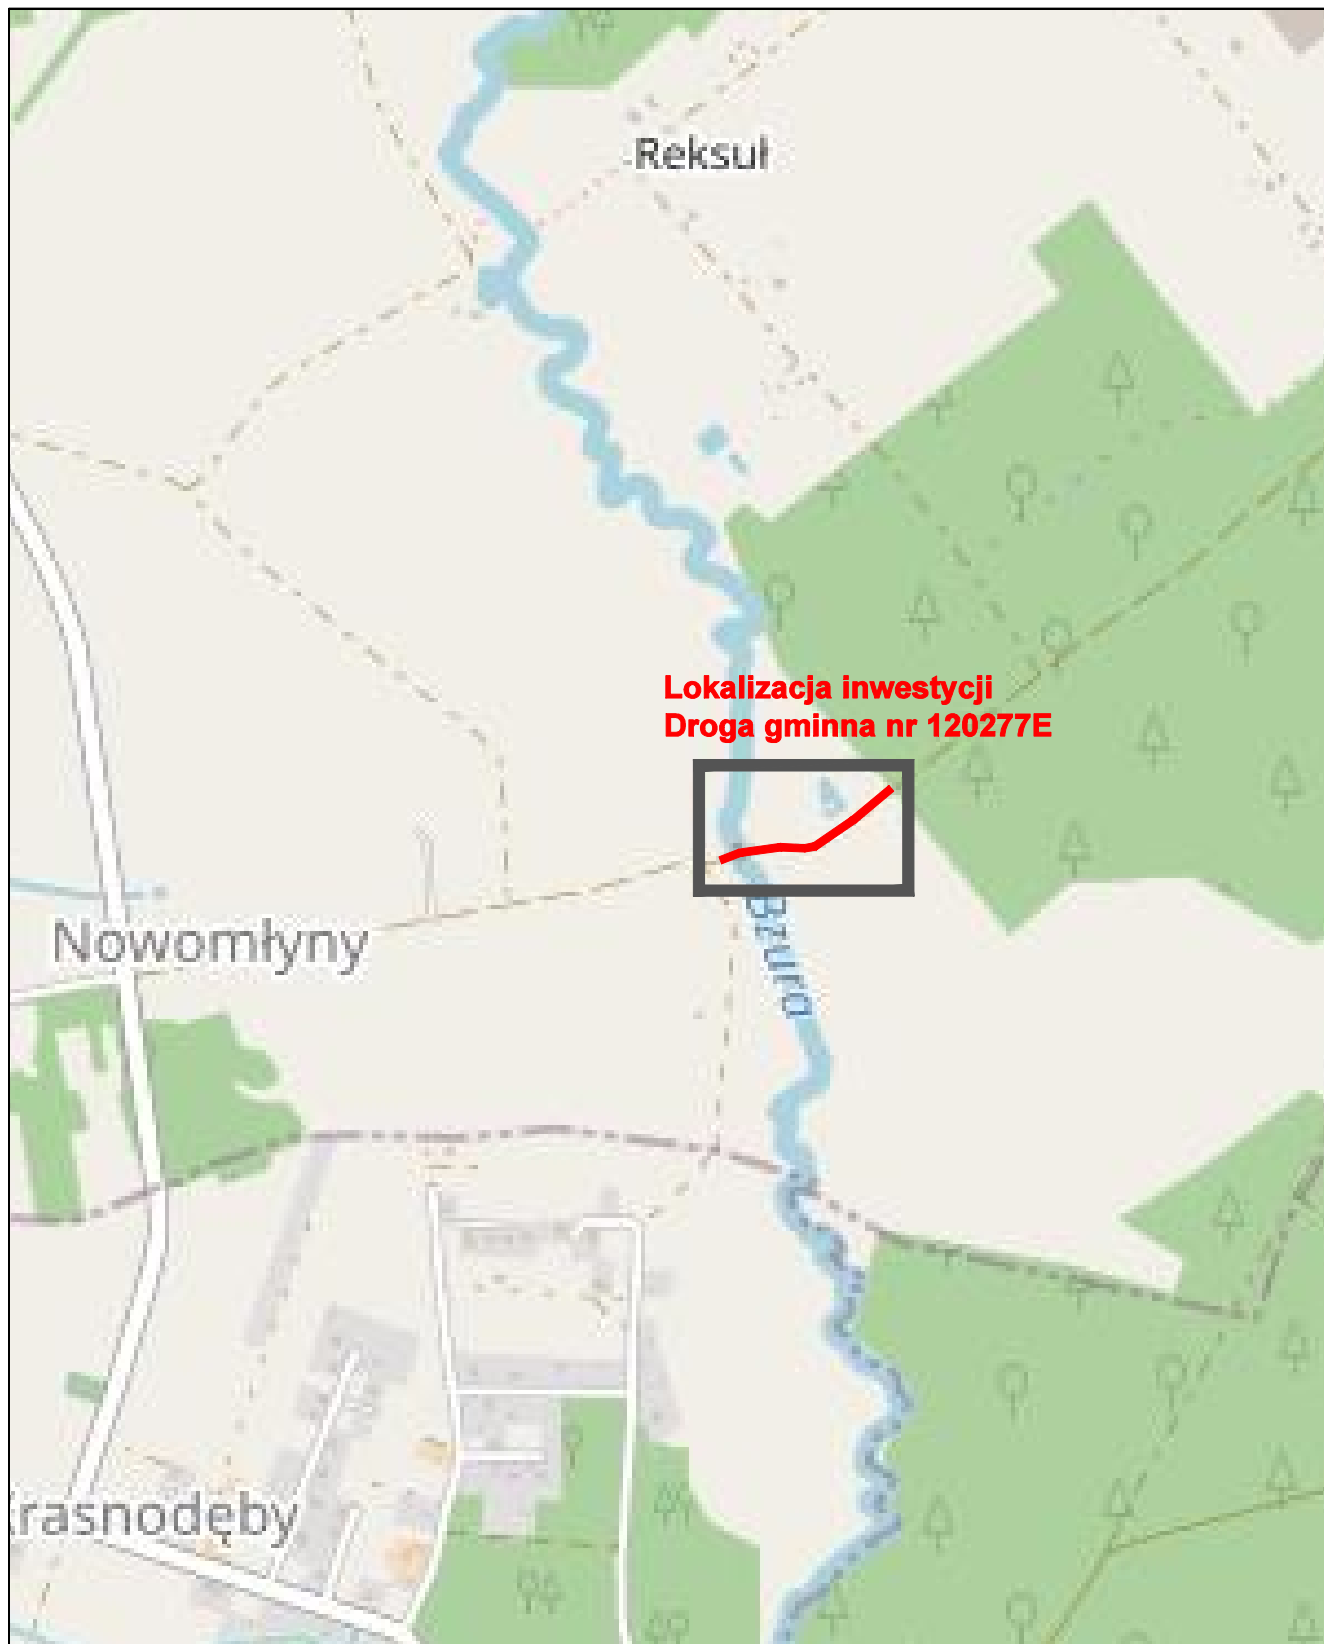 Reksuł
Lokalizacja inwestycji
Droga gminna nr 120277E
Bzura
Nowomłyny
rasnodęby